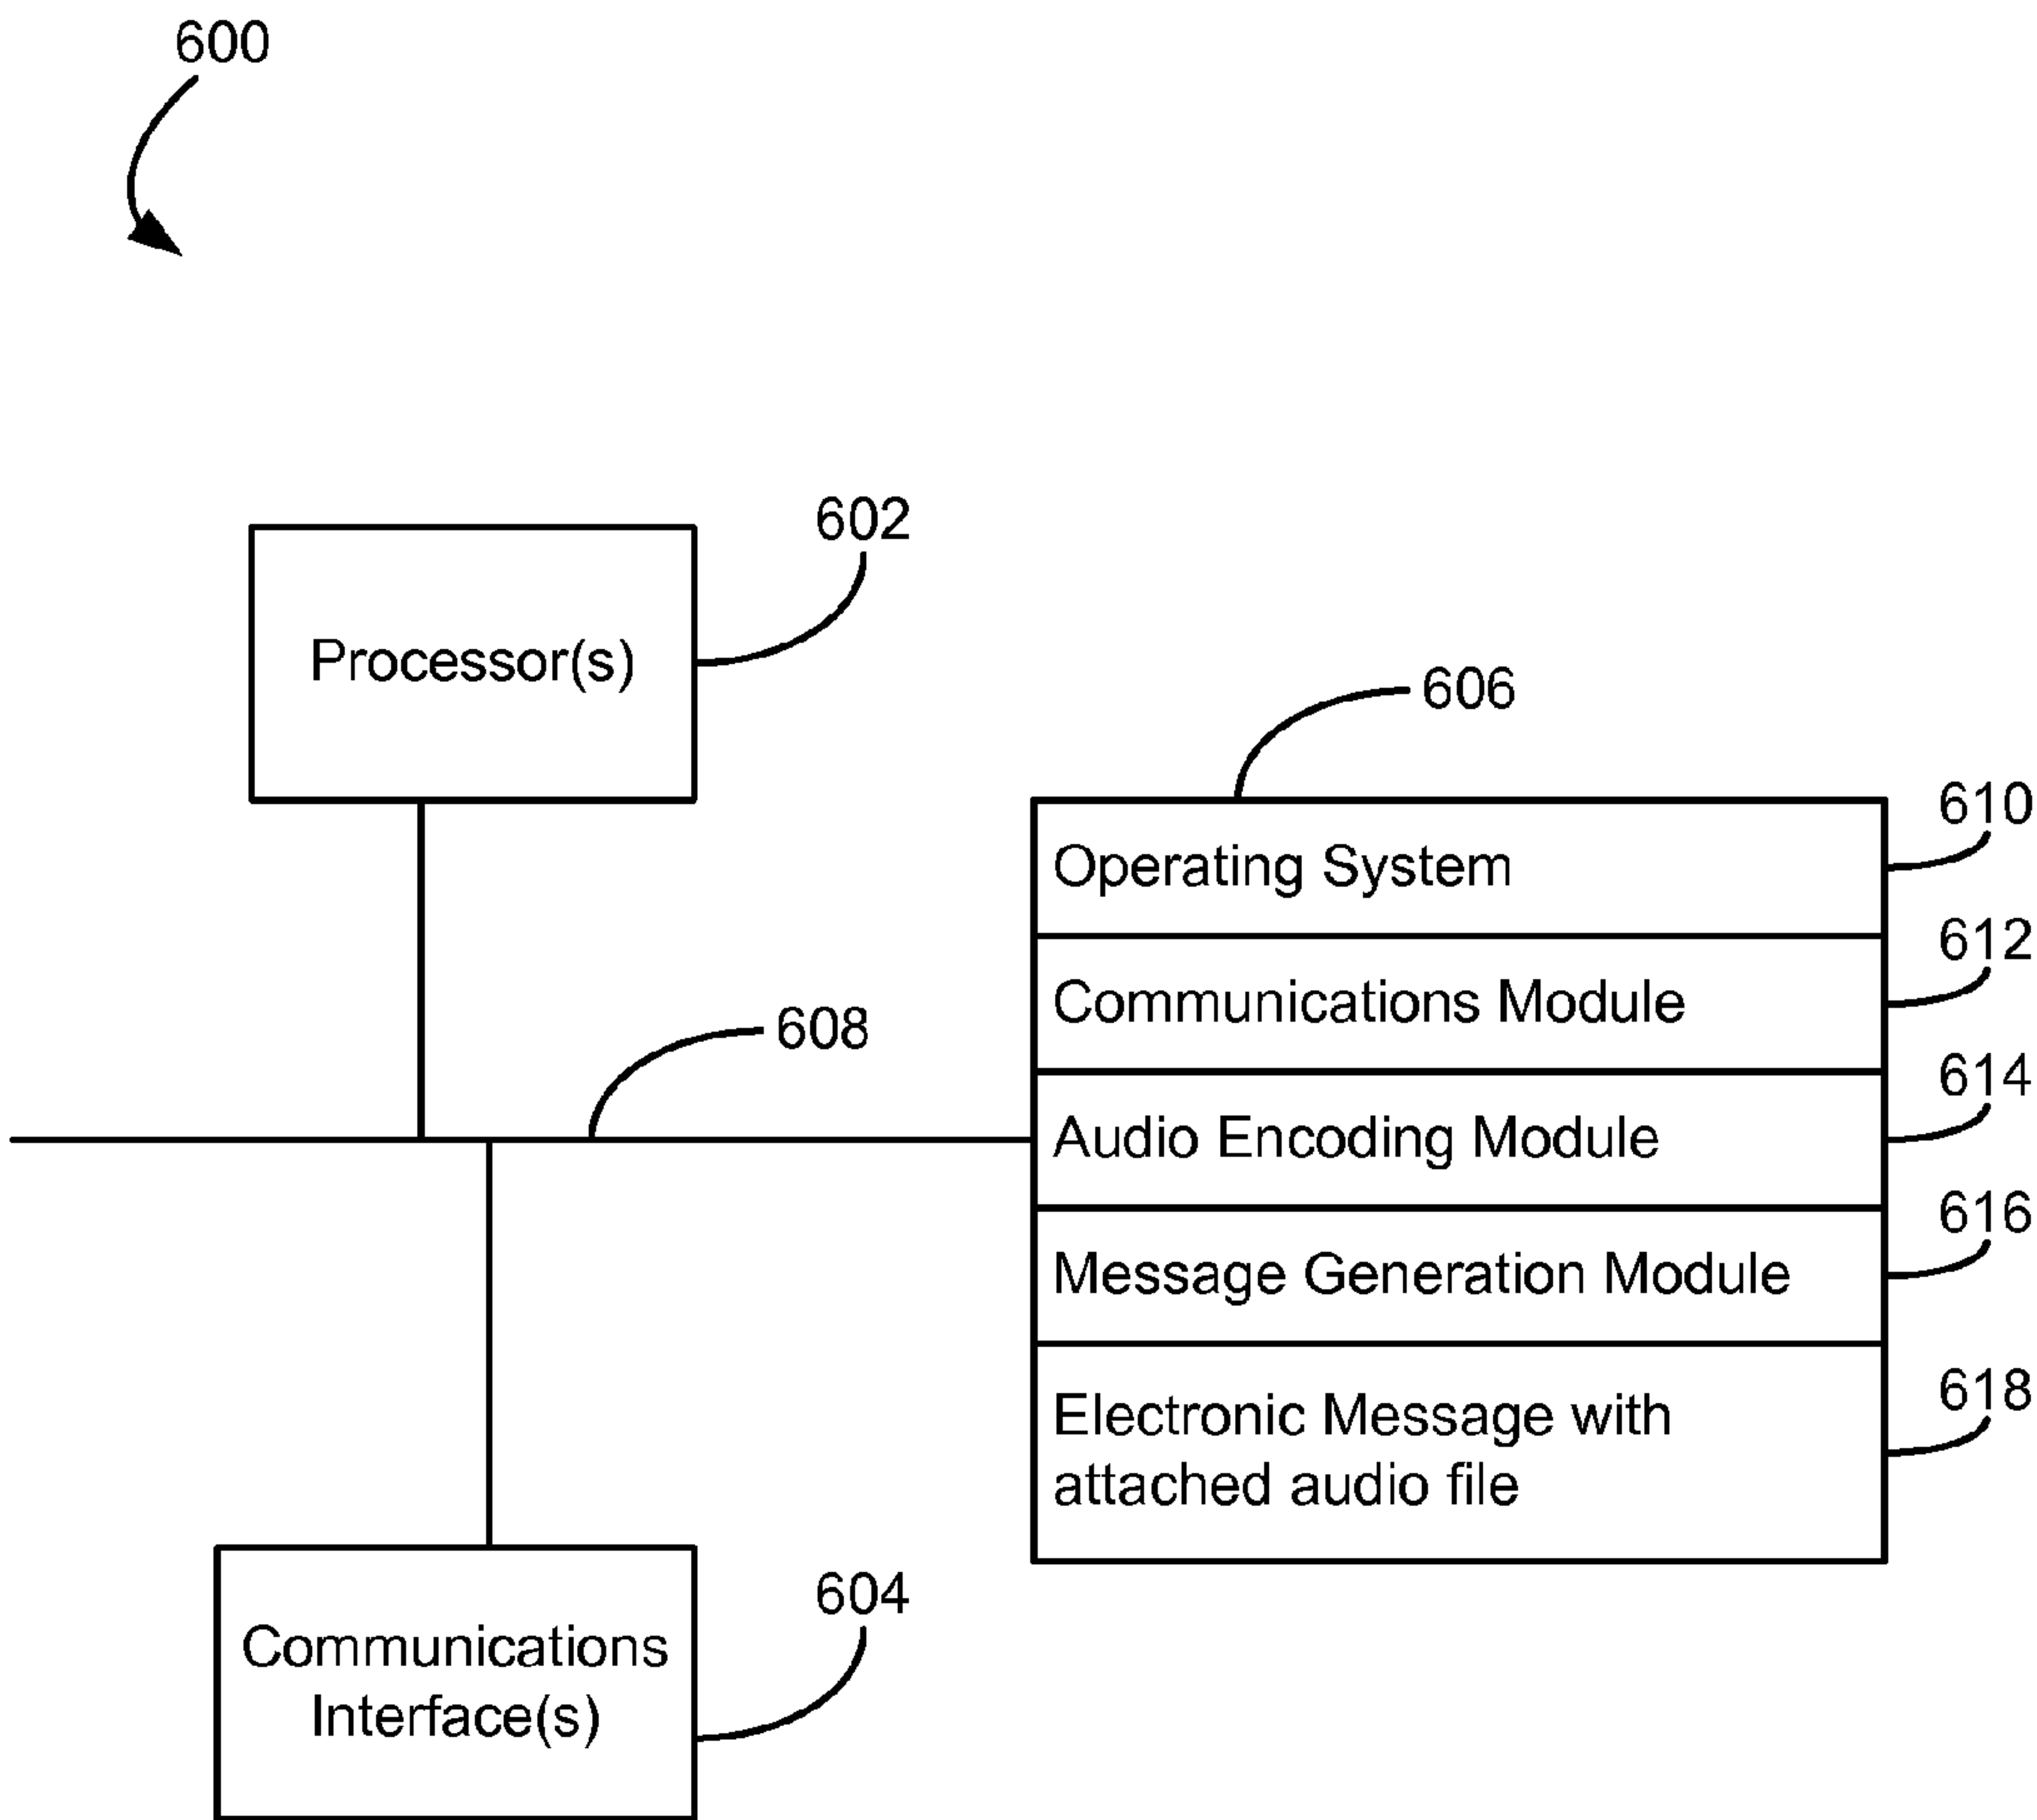 600
602
Processor(s)
606
610
Operating System
612
Communications Module
608
614
Audio Encoding Module
616
Message Generation Module
618
Electronic Message with
attached audio file
604
Communications
Interface(s)